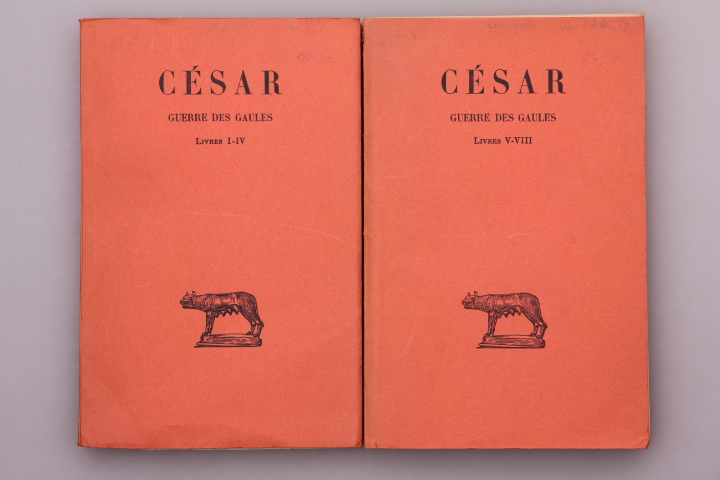 CÉSAR
GUERRE DES GAULES
LIVRES I-IV
CÉSAR
GUERRE DES GAULES
LIVRES V-VIII